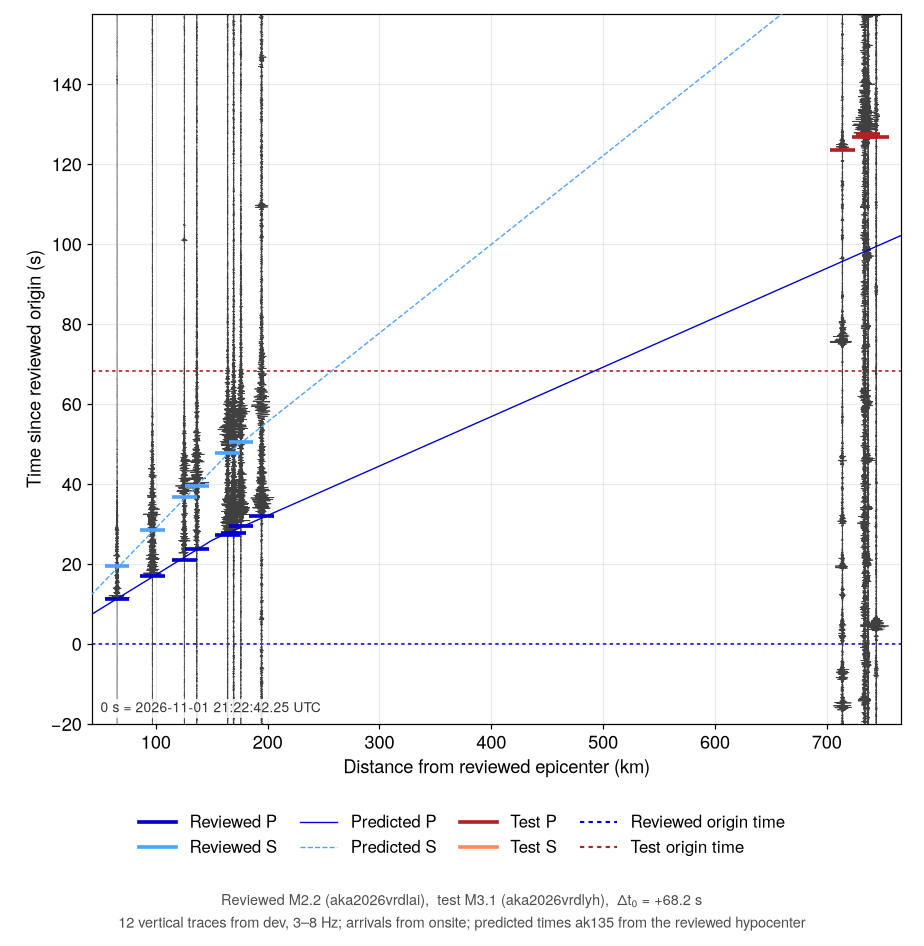 140
120
100
80
60
40
20
0
−20
Time since reviewed origin (s)
0 s = 2026-11-01 21:22:42.25 UTC
100 200 300 400 500 600 700
Distance from reviewed epicenter (km)
Reviewed P Predicted P Test P Reviewed origin time
Reviewed S Predicted S Test S Test origin time
Reviewed M2.2 (aka2026vrdlai), test M3.1 (aka2026vrdlyh), Δt₀ = +68.2 s
12 vertical traces from dev, 3–8 Hz; arrivals from onsite; predicted times ak135 from the reviewed hypocenter